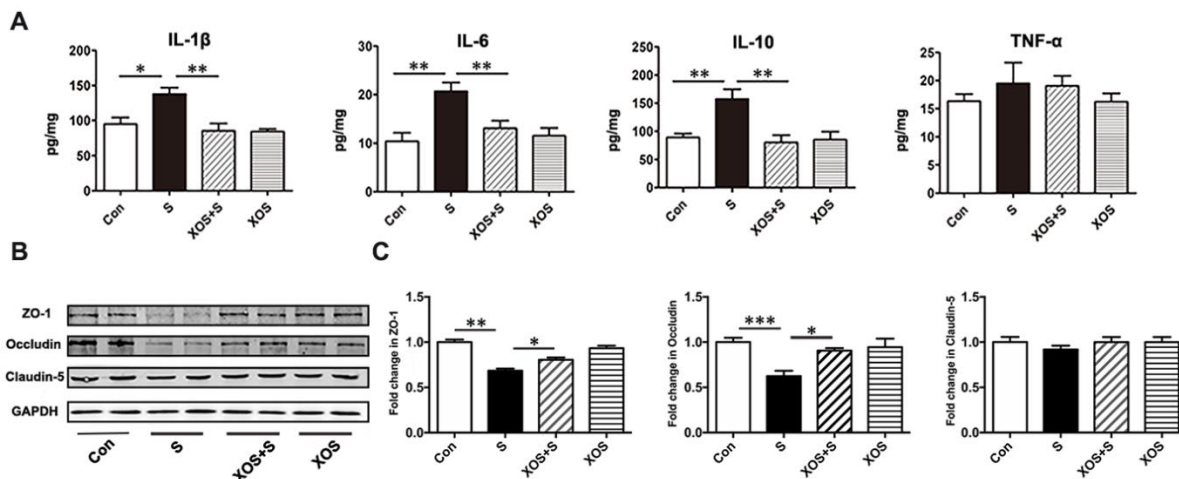 A
IL-1β
IL-6
IL-10
TNF-α
200
150
100
50
0
pg/mg
* **
Con S XOS+S XOS
30
20
10
0
pg/mg
** **
Con S XOS+S XOS
250
200
150
100
50
0
pg/mg
** **
Con S XOS+S XOS
25
20
15
10
5
0
pg/mg
Con S XOS+S XOS
B
ZO-1
Occludin
Claudin-5
GAPDH
Con S XOS+S XOS
C
Fold change in ZO-1
1.5
1.0
0.5
0.0
** *
Con S XOS+S XOS
Fold change in Occludin
1.5
1.0
0.5
0.0
*** *
Con S XOS+S XOS
Fold change in Claudin-5
1.5
1.0
0.5
0.0
Con S XOS+S XOS